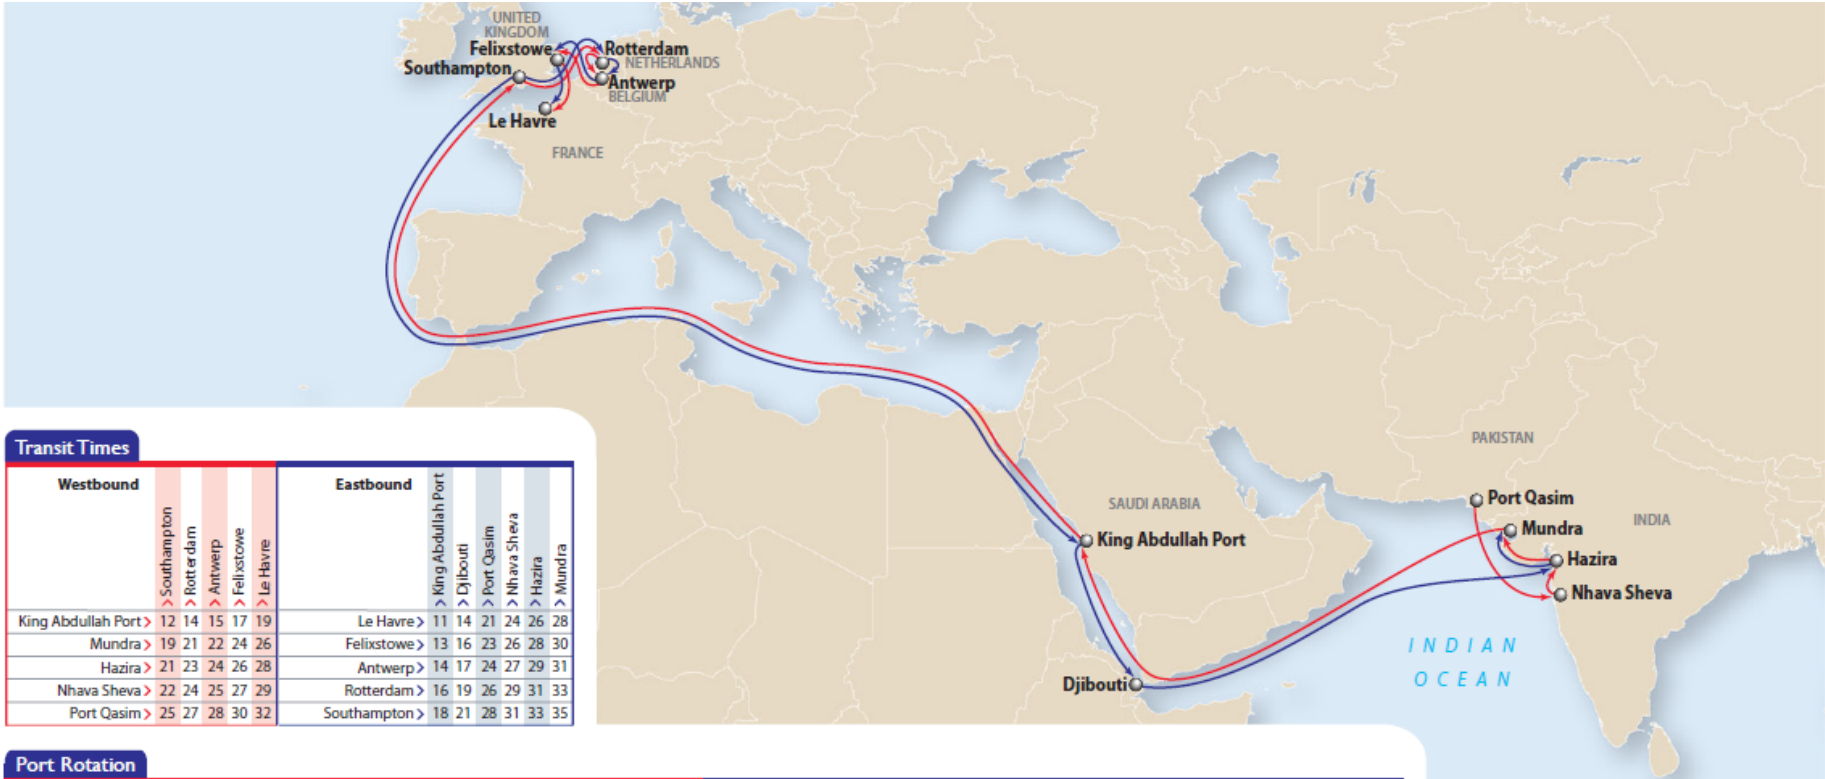 UNITED
KINGDOM
Felixstowe
Rotterdam
NETHERLANDS
Southampton
Antwerp
BELGIUM
Le Havre
FRANCE
PAKISTAN
Port Qasim
SAUDI ARABIA
INDIA
Mundra
King Abdullah Port
Hazira
Nhava Sheva
INDIAN
OCEAN
Djibouti
Transit Times
Westbound
> Southampton
> Rotterdam
> Antwerp
> Felixstowe
> Le Havre
King Abdullah Port > 12 14 15 17 19
Mundra > 19 21 22 24 26
Hazira > 21 23 24 26 28
Nhava Sheva > 22 24 25 27 29
Port Qasim > 25 27 28 30 32
Eastbound
> King Abdullah Port
> Djibouti
> Port Qasim
> Nhava Sheva
> Hazira
> Mundra
Le Havre > 11 14 21 24 26 28
Felixstowe > 13 16 23 26 28 30
Antwerp > 14 17 24 27 29 31
Rotterdam > 16 19 26 29 31 33
Southampton > 18 21 28 31 33 35
Port Rotation